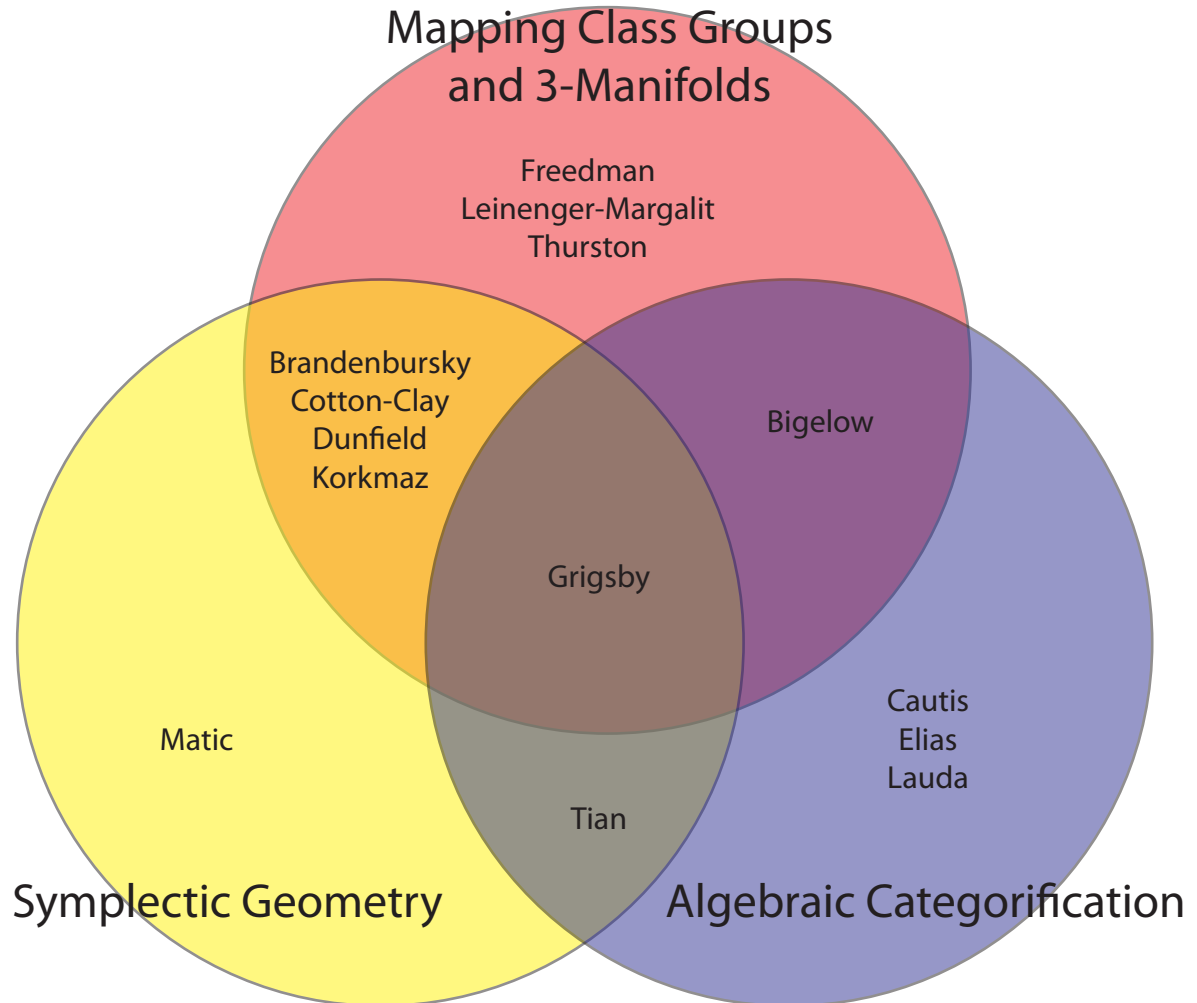 Mapping Class Groups
and 3-Manifolds
Freedman
Leinenger-Margalit
Thurston
Brandenbursky
Cotton-Clay
Dunfield
Korkmaz
Bigelow
Grigsby
Matic
Cautis
Elias
Lauda
Tian
Symplectic Geometry
Algebraic Categorification